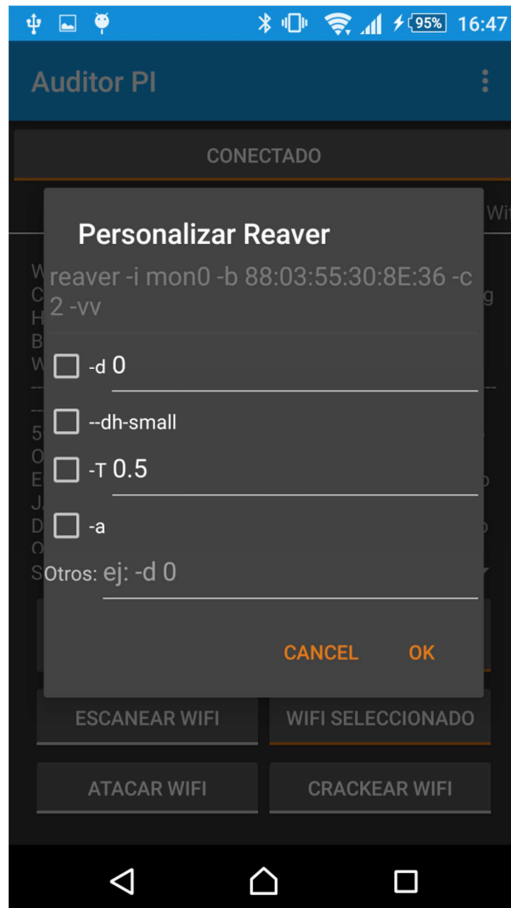 95% 16:47
Auditor PI
CONECTADO
Wi
Personalizar Reaver
reaver -i mon0 -b 88:03:55:30:8E:36 -c
2 -vv
-d 0
--dh-small
-T 0.5
-a
Otros: ej: -d 0
CANCEL OK
ESCANEAR WIFI WIFI SELECCIONADO
ATACAR WIFI CRACKEAR WIFI